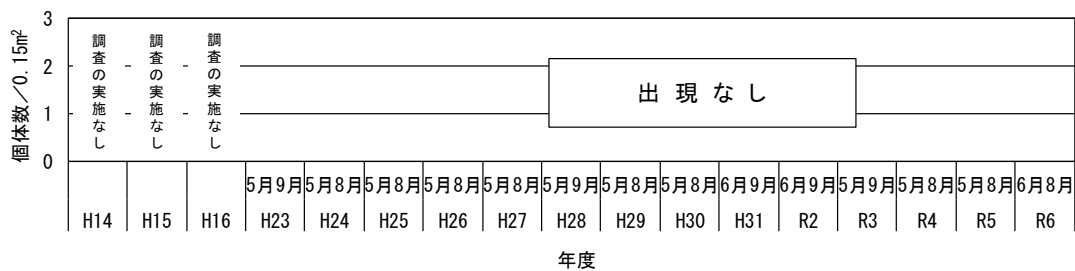 個体数／0.15m²
3
2
1
0
調査の実施なし
調査の実施なし
調査の実施なし
出現なし
5月 9月 5月 8月 5月 8月 5月 8月 5月 8月 5月 9月 5月 8月 5月 8月 6月 9月 6月 9月 5月 9月 5月 8月 5月 8月 6月 8月
H14 H15 H16 H23 H24 H25 H26 H27 H28 H29 H30 H31 R2 R3 R4 R5 R6
年度